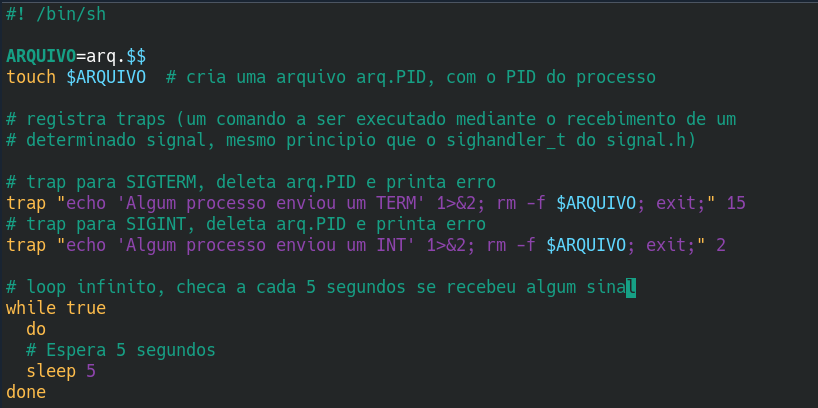 #! /bin/sh

ARQUIVO=arq.$$
touch $ARQUIVO  # cria uma arquivo arq.PID, com o PID do processo

# registra traps (um comando a ser executado mediante o recebimento de um
# determinado signal, mesmo principio que o sighandler_t do signal.h)

# trap para SIGTERM, deleta arq.PID e printa erro
trap "echo 'Algum processo enviou um TERM' 1>&2; rm -f $ARQUIVO; exit;" 15
# trap para SIGINT, deleta arq.PID e printa erro
trap "echo 'Algum processo enviou um INT' 1>&2; rm -f $ARQUIVO; exit;" 2

# loop infinito, checa a cada 5 segundos se recebeu algum sinal
while true
  do
  # Espera 5 segundos
  sleep 5
done